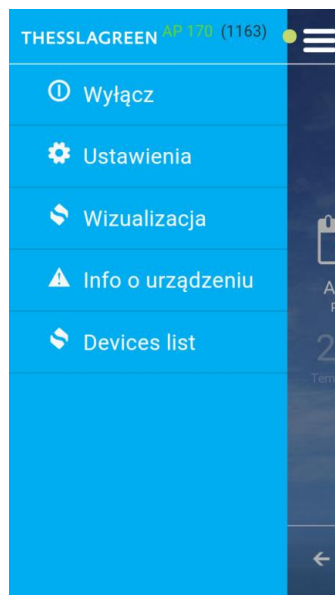 THESSLAGREEN AP 170 (1163)
Wyłącz
Ustawienia
Wizualizacja
Info o urządzeniu
Devices list